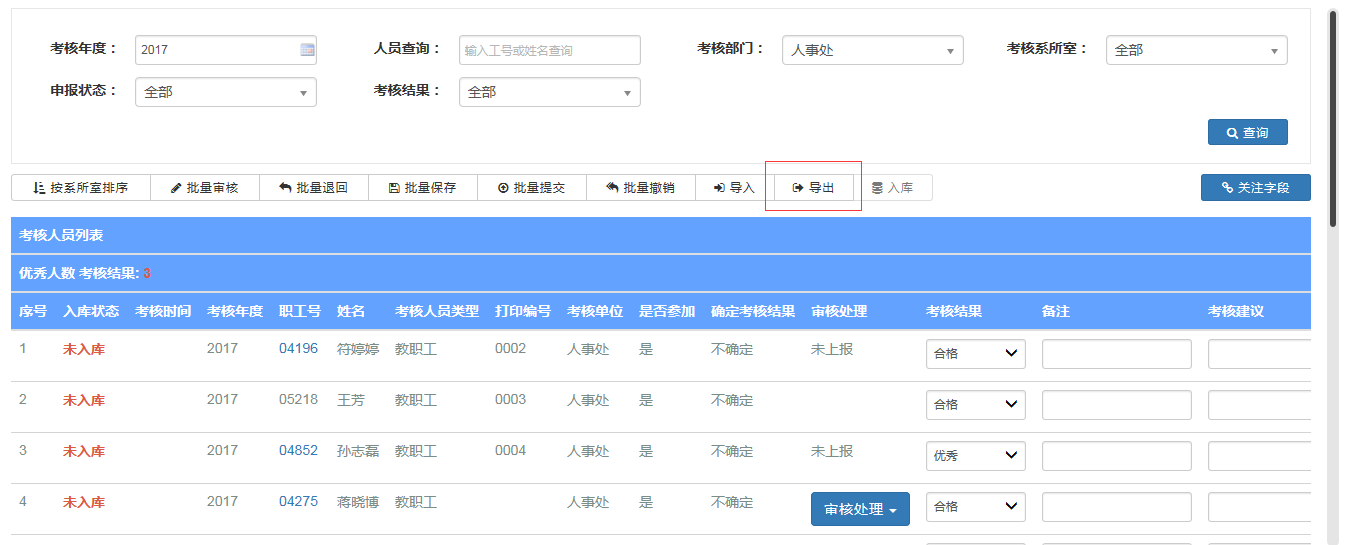 考核年度： 2017 人员查询： 输入工号或姓名查询 考核部门： 人事处 考核系所室： 全部
申报状态： 全部 考核结果： 全部
查询
按系所室排序 批量审核 批量退回 批量保存 批量提交 批量撤销 导入 导出 入库 关注字段
考核人员列表
优秀人数 考核结果: 3
序号 入库状态 考核时间 考核年度 职工号 姓名 考核人员类型 打印编号 考核单位 是否参加 确定考核结果 审核处理 考核结果 备注 考核建议
1 未入库 2017 04196 符婷婷 教职工 0002 人事处 是 不确定 未上报 合格
2 未入库 2017 05218 王芳 教职工 0003 人事处 是 不确定 合格
3 未入库 2017 04852 孙志磊 教职工 0004 人事处 是 不确定 未上报 优秀
4 未入库 2017 04275 蒋晓博 教职工 人事处 是 不确定 审核处理 合格